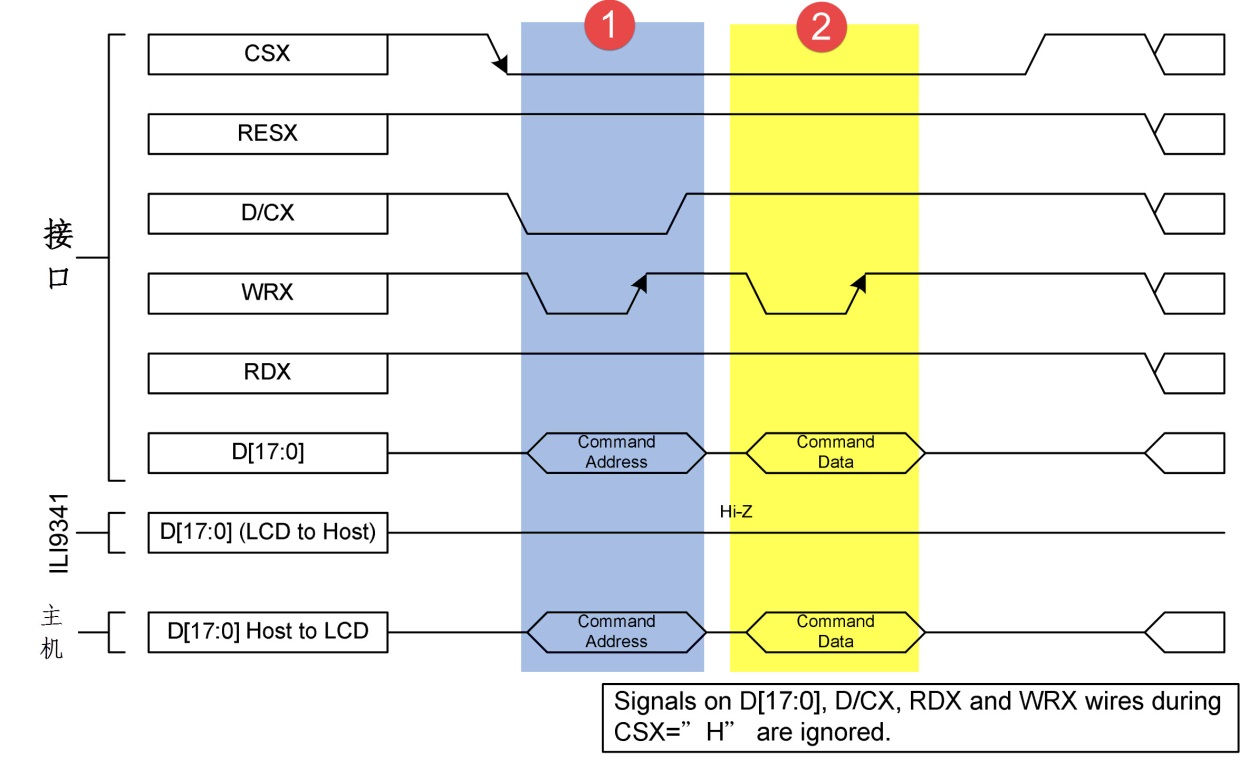 1
2
CSX
RESX
接
口
D/CX
WRX
RDX
D[17:0]
Command
Address
Command
Data
ILI9341
D[17:0] (LCD to Host)
Hi-Z
主
机
D[17:0] Host to LCD
Command
Address
Command
Data
Signals on D[17:0], D/CX, RDX and WRX wires during
CSX=”H” are ignored.